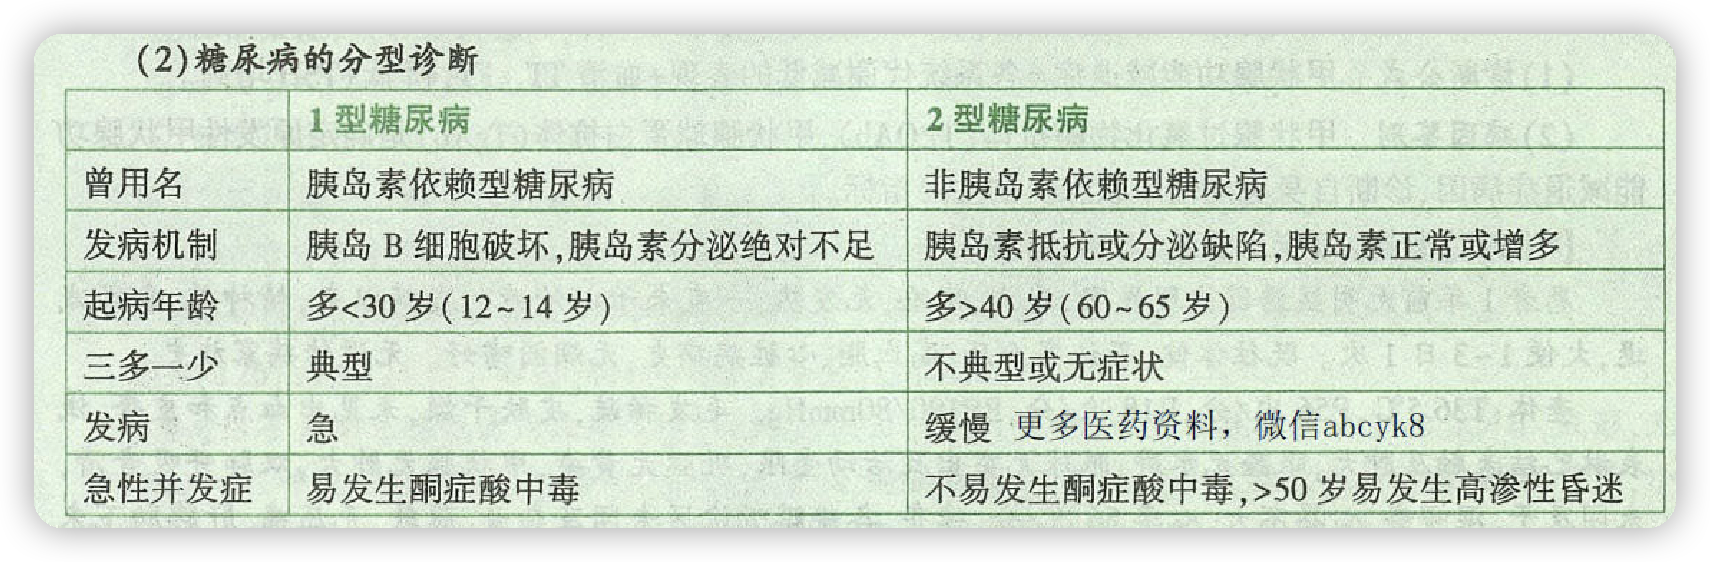 (2)糖尿病的分型诊断
1 型糖尿病 2 型糖尿病
曾用名 胰岛素依赖型糖尿病 非胰岛素依赖型糖尿病
发病机制 胰岛 B 细胞破坏,胰岛素分泌绝对不足 胰岛素抵抗或分泌缺陷,胰岛素正常或增多
起病年龄 多<30 岁(12~14 岁) 多>40 岁(60~65 岁)
三多一少 典型 不典型或无症状
发病 急 缓慢 更多医药资料，微信abcyk8
急性并发症 易发生酮症酸中毒 不易发生酮症酸中毒,>50 岁易发生高渗性昏迷